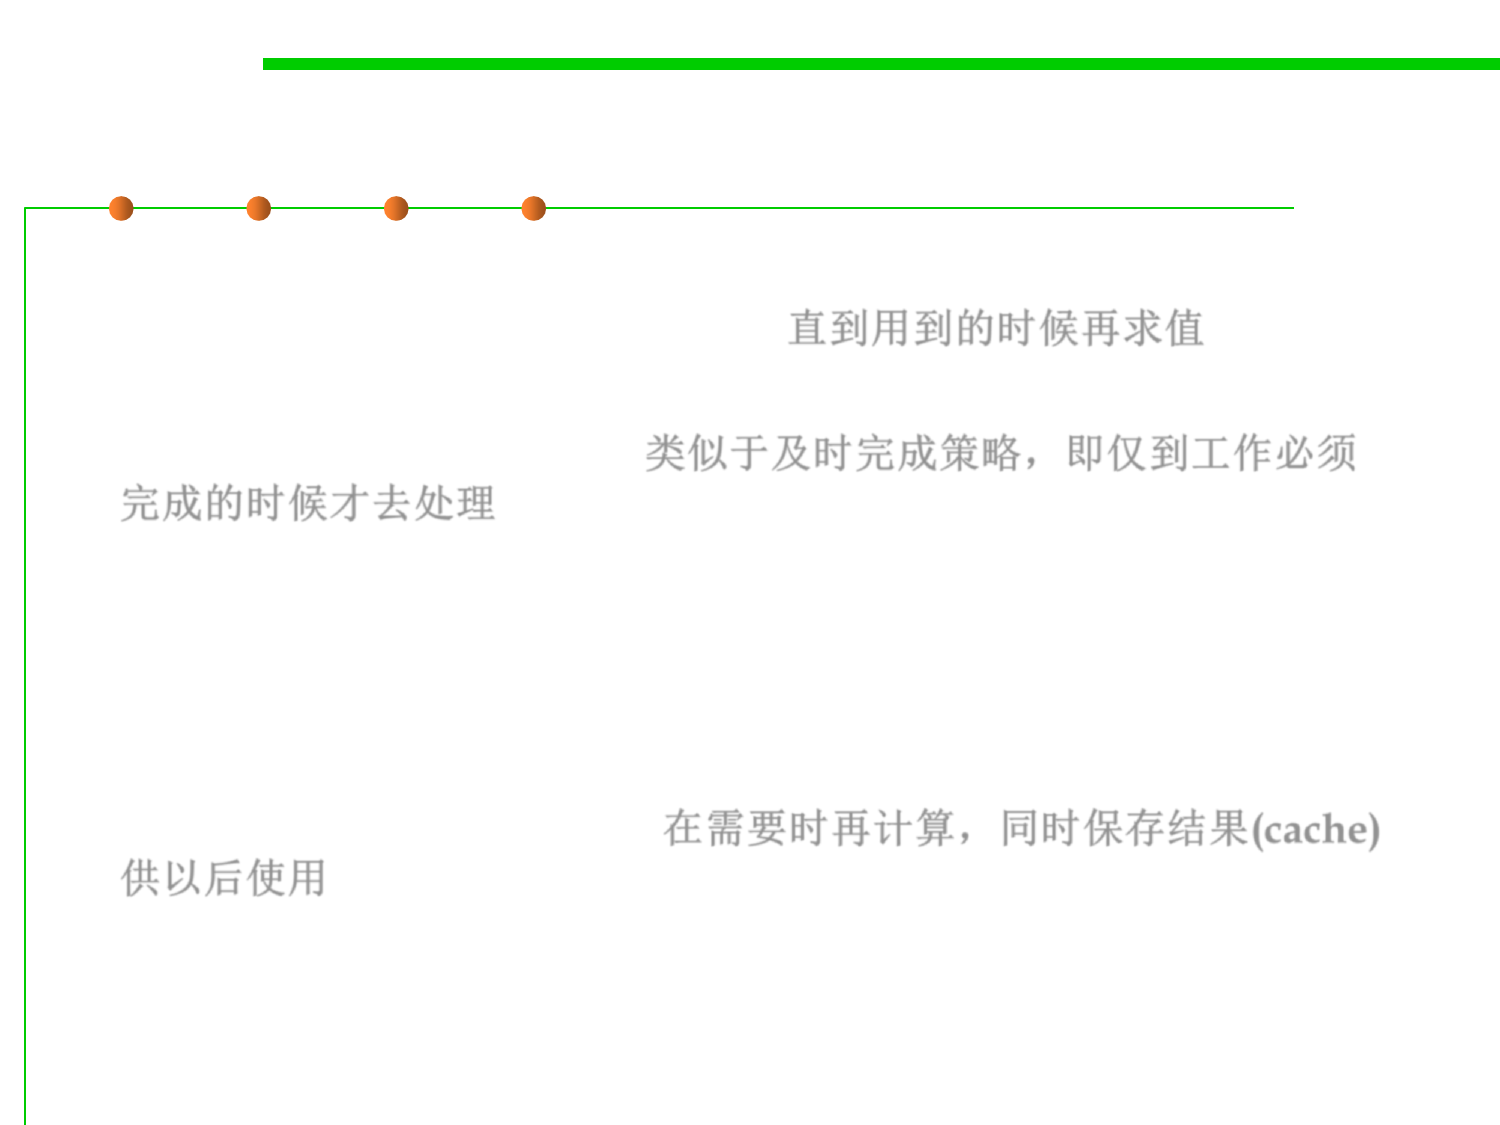 直到用到的时候再求值
类似于及时完成策略，即仅到工作必须
完成的时候才去处理
在需要时再计算，同时保存结果(cache)
供以后使用